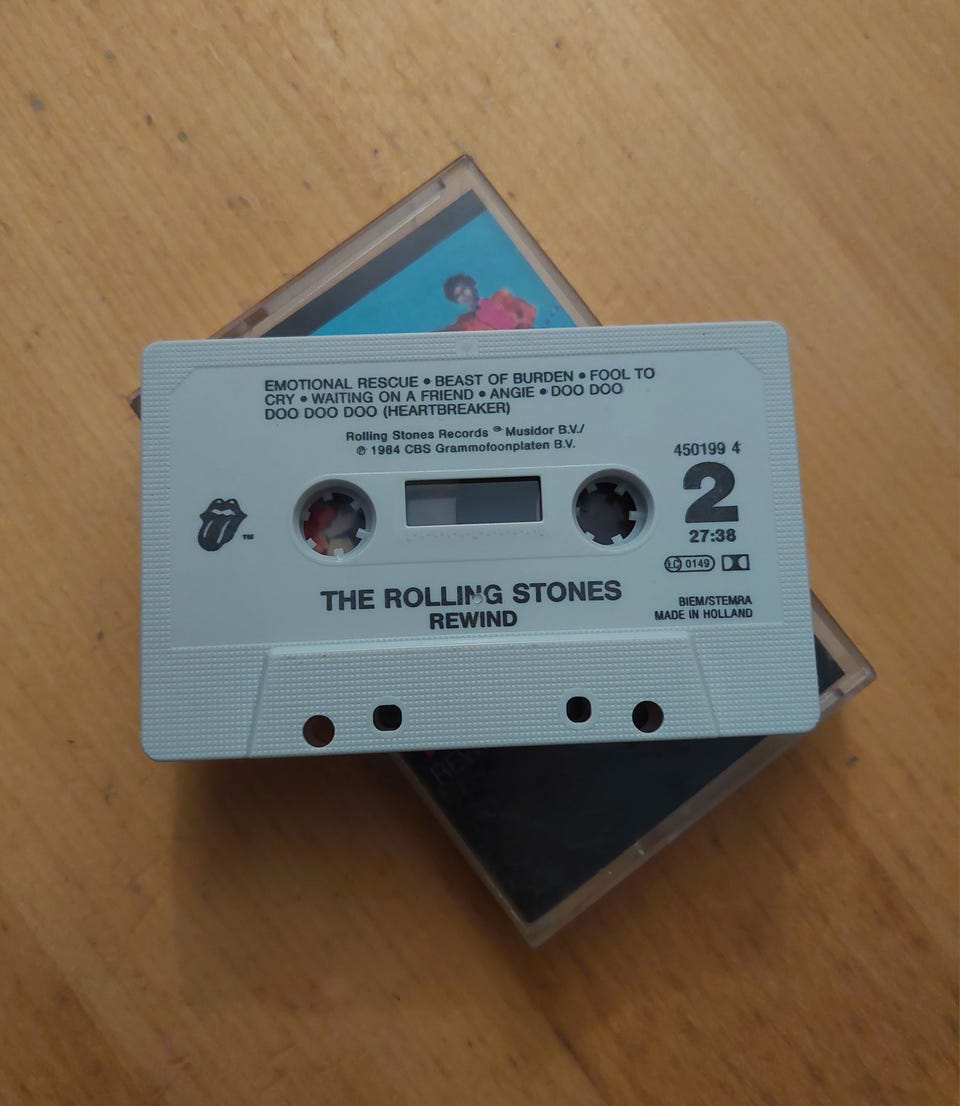 EMOTIONAL RESCUE • BEAST OF BURDEN • FOOL TO
CRY • WAITING ON A FRIEND • ANGIE • DOO DOO
DOO DOO DOO (HEARTBREAKER)
Rolling Stones Records ℗ Musidor B.V./
℗ 1984 CBS Grammofoonplaten B.V.
450199 4
2
27:38
LC 0149
TM
THE ROLLING STONES
REWIND
BIEM/STEMRA
MADE IN HOLLAND